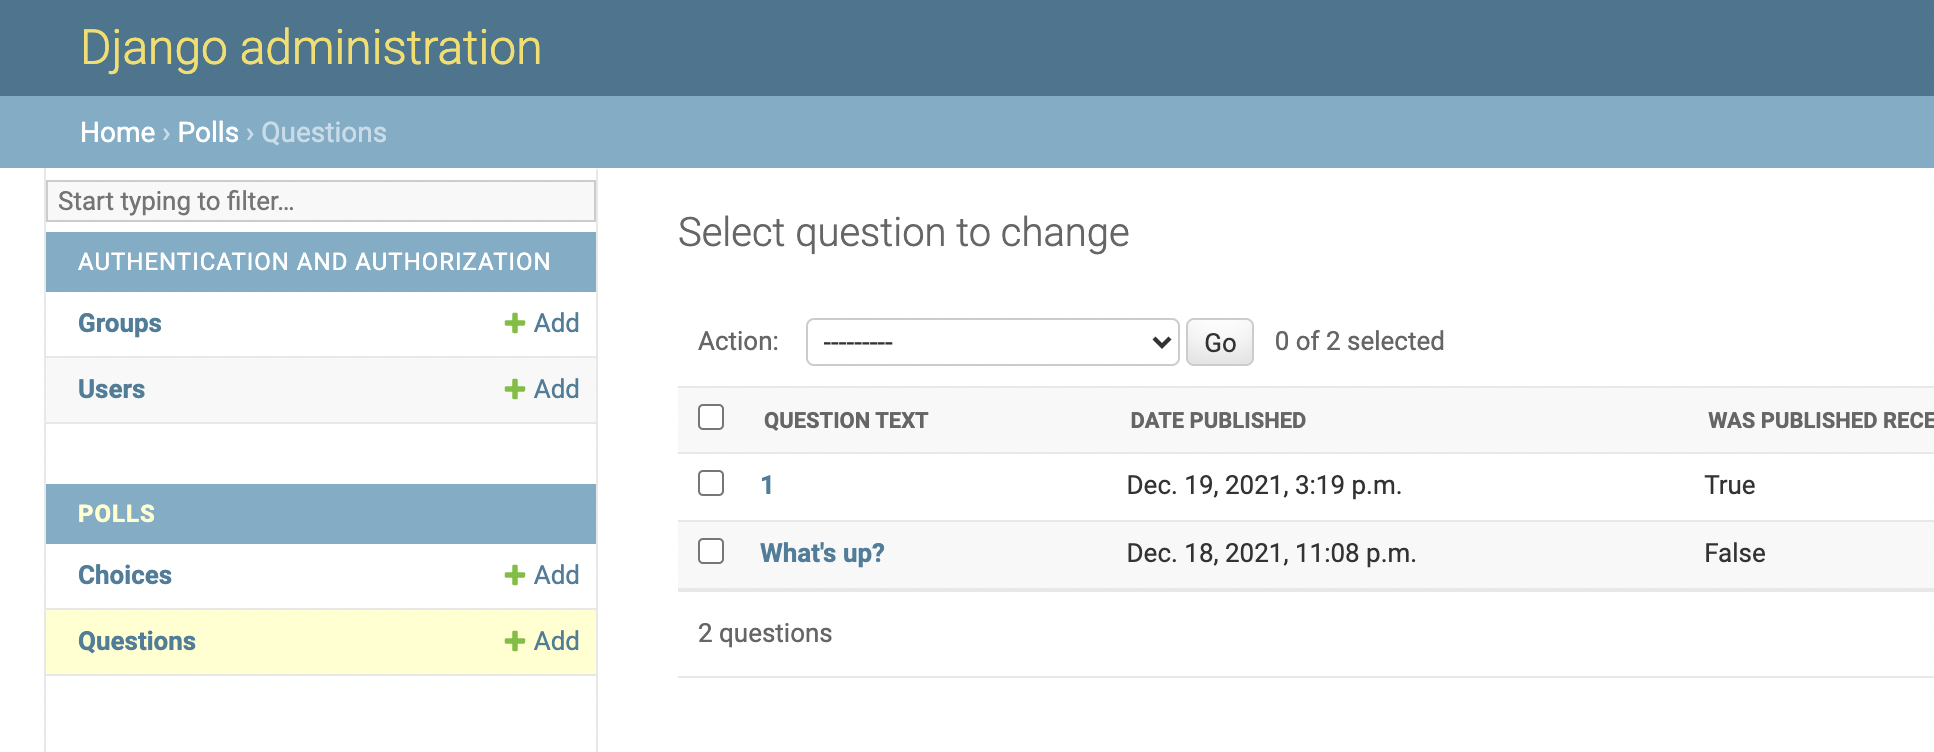 Django administration
Home › Polls › Questions
Start typing to filter...
AUTHENTICATION AND AUTHORIZATION
Groups + Add
Users + Add
POLLS
Choices + Add
Questions + Add
Select question to change
Action: --------- Go 0 of 2 selected
QUESTION TEXT DATE PUBLISHED WAS PUBLISHED RECE
1 Dec. 19, 2021, 3:19 p.m. True
What's up? Dec. 18, 2021, 11:08 p.m. False
2 questions